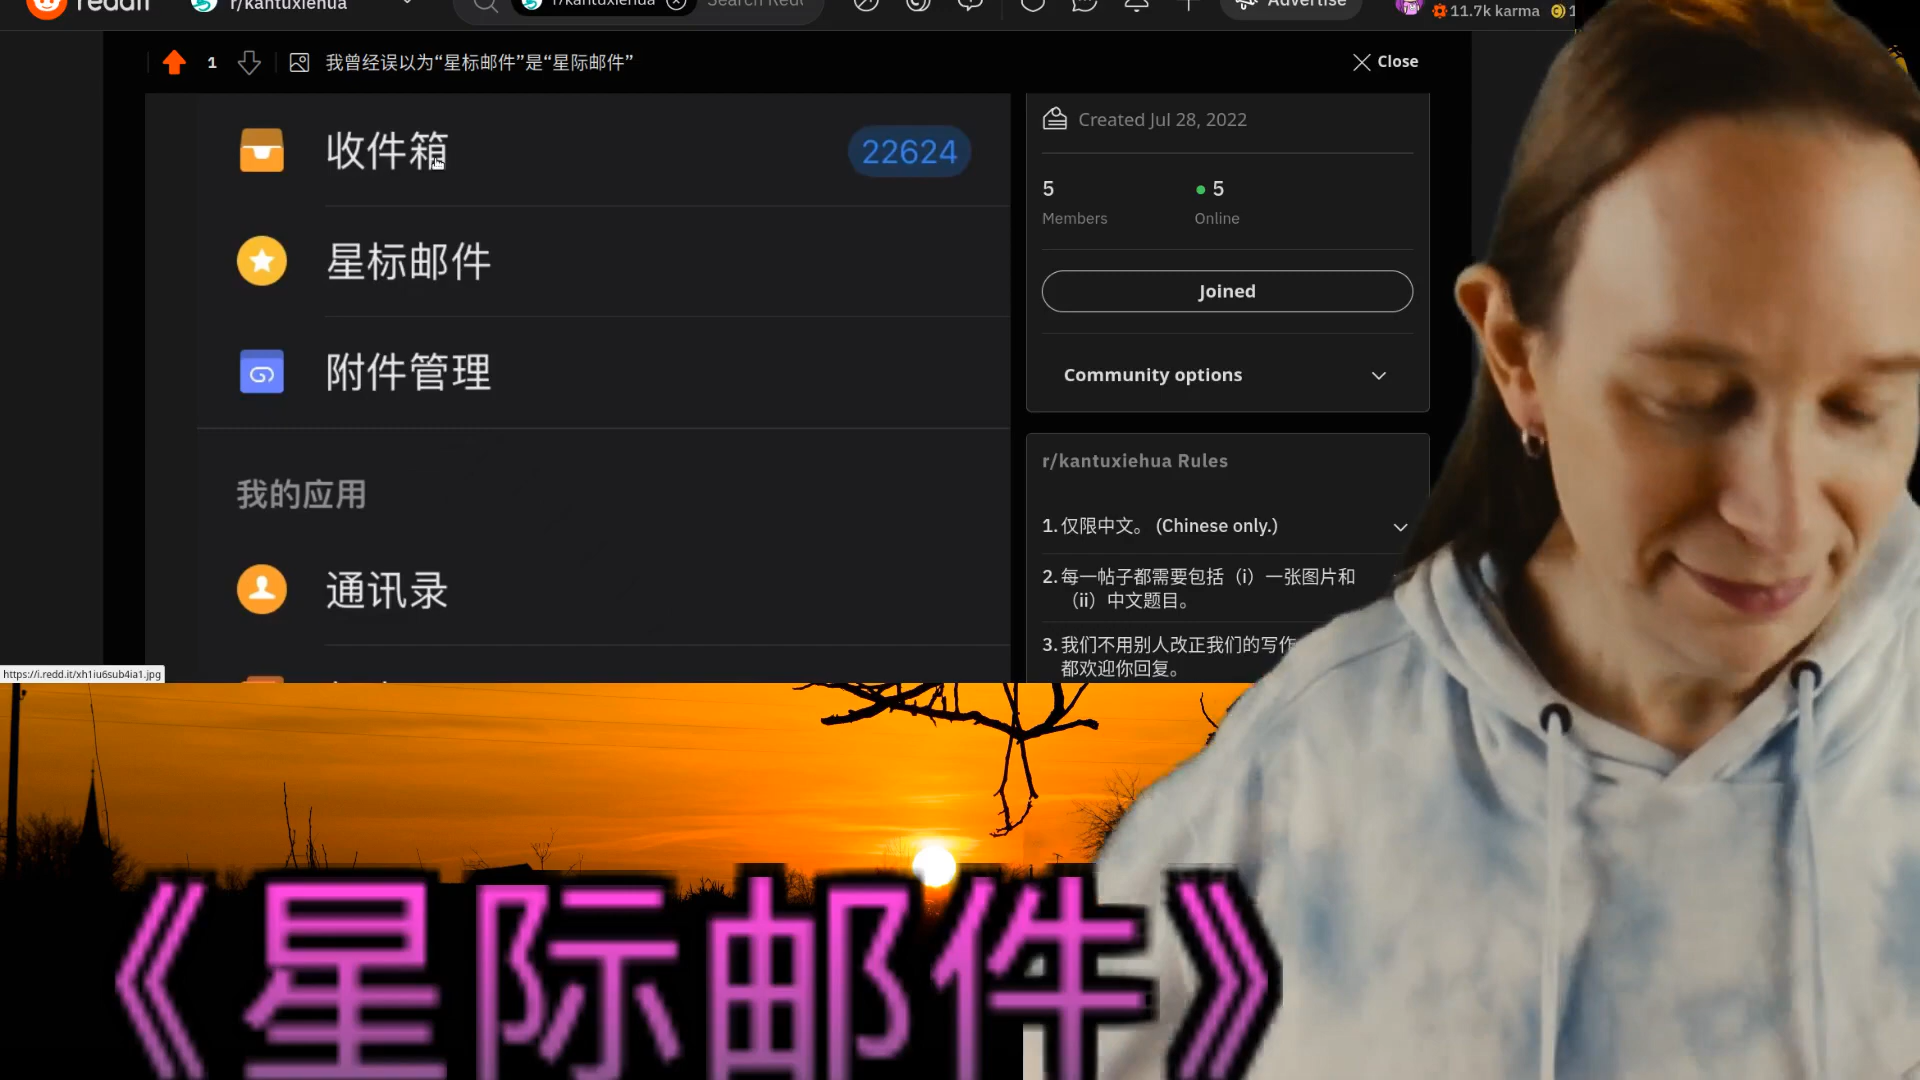 reddit
r/kantuxiehua
r/kantuxiehua
Advertise
11.7k karma
1
我曾经误以为“星标邮件”是“星际邮件”
Close
收件箱
22624
星标邮件
附件管理
我的应用
通讯录
Created Jul 28, 2022
5
5
Members
Online
Joined
Community options
r/kantuxiehua Rules
1. 仅限中文。 (Chinese only.)
2. 每一帖子都需要包括（i）一张图片和
（ii）中文题目。
3. 我们不用别人改正我们的写作
都欢迎你回复。
https://i.redd.it/xh1iu6sub4ia1.jpg
《星际邮件》